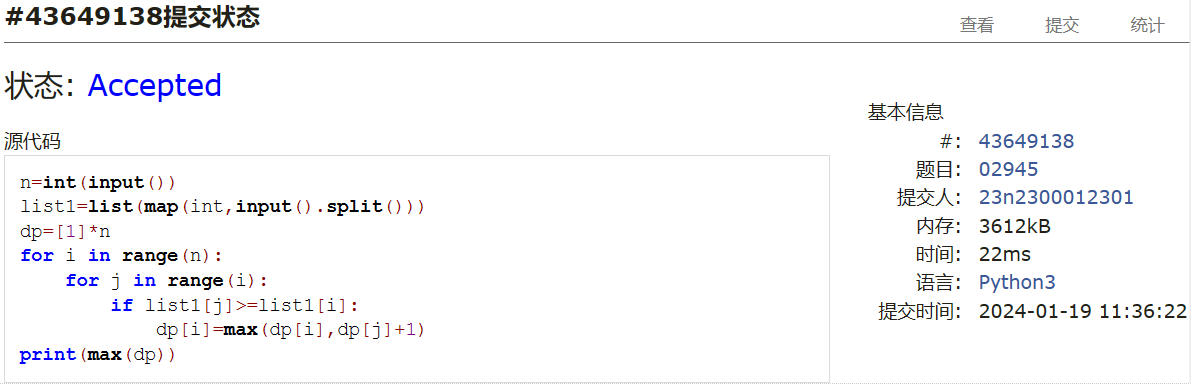 #43649138提交状态
查看 提交 统计
状态: Accepted
源代码
n=int(input())
list1=list(map(int,input().split()))
dp=[1]*n
for i in range(n):
    for j in range(i):
        if list1[j]>=list1[i]:
            dp[i]=max(dp[i],dp[j]+1)
print(max(dp))
基本信息
#: 43649138
题目: 02945
提交人: 23n2300012301
内存: 3612kB
时间: 22ms
语言: Python3
提交时间: 2024-01-19 11:36:22